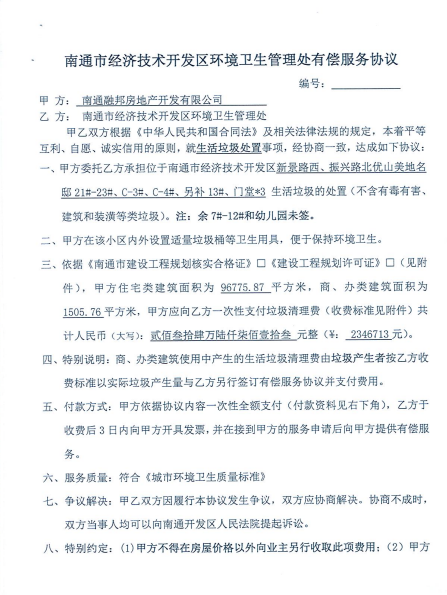 南通市经济技术开发区环境卫生管理处有偿服务协议
编号：
甲 方：南通融邦房地产开发有限公司
乙 方：南通市经济技术开发区环境卫生管理处
甲乙双方根据《中华人民共和国合同法》及相关法律法规的规定，本着平等
互利、自愿、诚实信用的原则，就生活垃圾处置事项，经协商一致，达成如下协议：
一、甲方委托乙方承担位于南通市经济技术开发区新景路西、振兴路北优山美地名
邸 21#-23#、C-3#、C-4#、另补 13#、门堂*3 生活垃圾的处置（不含有毒有害、
建筑和装潢等类垃圾）。注：余 7#-12#和幼儿园未签。
二、甲方在该小区内外设置适量垃圾桶等卫生用具，便于保持环境卫生。
三、依据《南通市建设工程规划核实合格证》□《建设工程规划许可证》□（见附
件），甲方住宅类建筑面积为 96775.87 平方米，商、办类建筑面积为
1505.76 平方米，甲方应向乙方一次性支付垃圾清理费（收费标准见附件）共
计人民币（大写）：贰佰叁拾肆万陆仟柒佰壹拾叁 元整（¥： 2346713元）。
四、特别说明：商、办类建筑使用中产生的生活垃圾清理费由垃圾产生者按乙方收
费标准以实际垃圾产生量与乙方另行签订有偿服务协议并支付费用。
五、付款方式：甲方依据协议内容一次性全额支付（付款资料见右下角），乙方于
收费后 3 日内向甲方开具发票，并在接到甲方的服务申请后向甲方提供有偿服
务。
六、服务质量：符合《城市环境卫生质量标准》
七、争议解决：甲乙双方因履行本协议发生争议，双方应协商解决。协商不成时，
双方当事人均可以向南通开发区人民法院提起诉讼。
八、特别约定：(1)甲方不得在房屋价格以外向业主另行收取此项费用；(2) 甲方